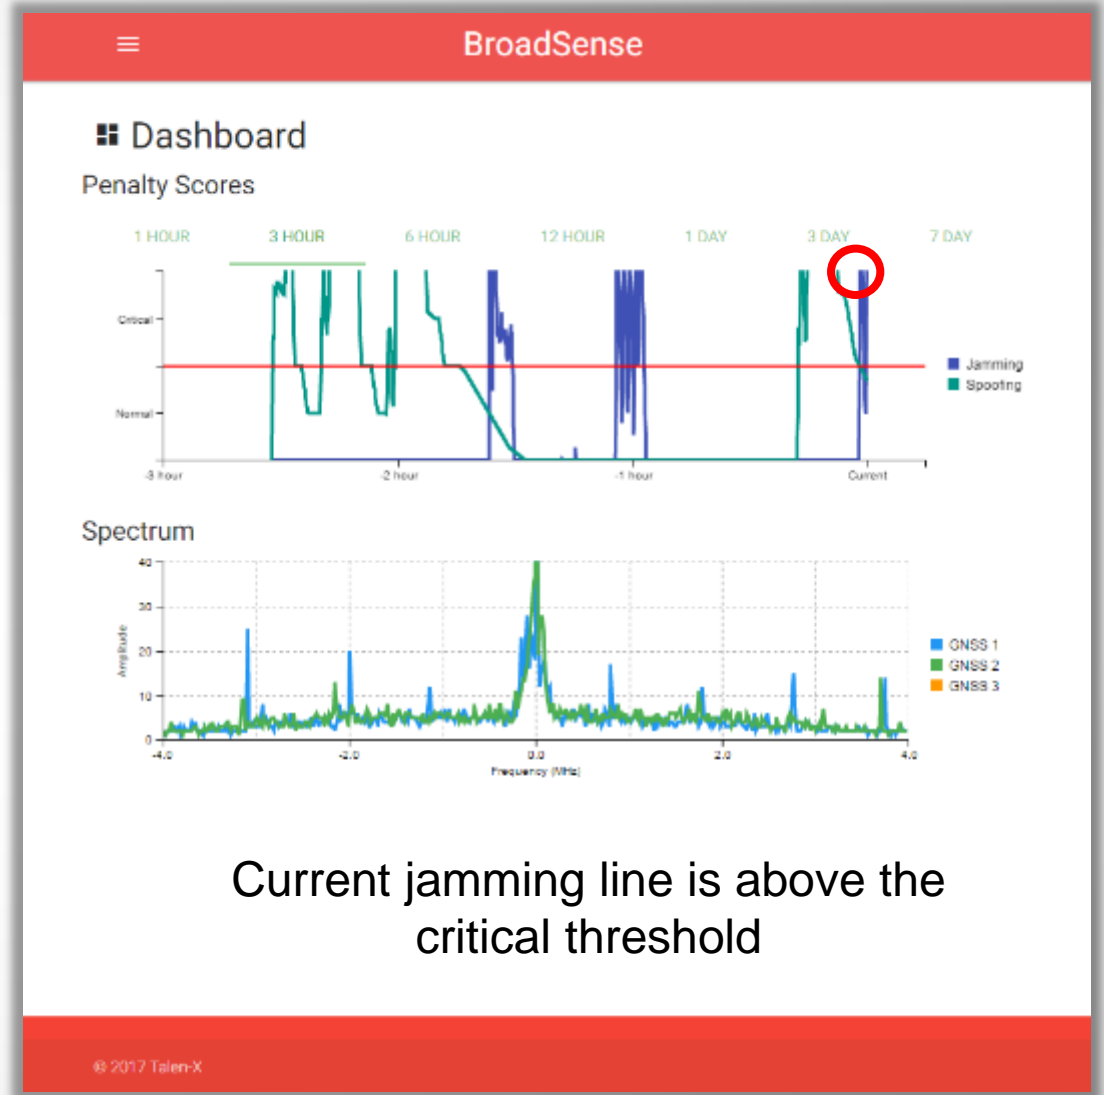 BroadSense
Dashboard
Penalty Scores
1 HOUR 3 HOUR 6 HOUR 12 HOUR 1 DAY 3 DAY 7 DAY
Critical
Normal
-3 hour -2 hour -1 hour Current
Jamming
Spoofing
Spectrum
40
30
20
10
0
Amplitude
-4.0 -2.0 0.0 2.0 4.0
Frequency (MHz)
GNSS 1
GNSS 2
GNSS 3
Current jamming line is above the
critical threshold
© 2017 Talen-X